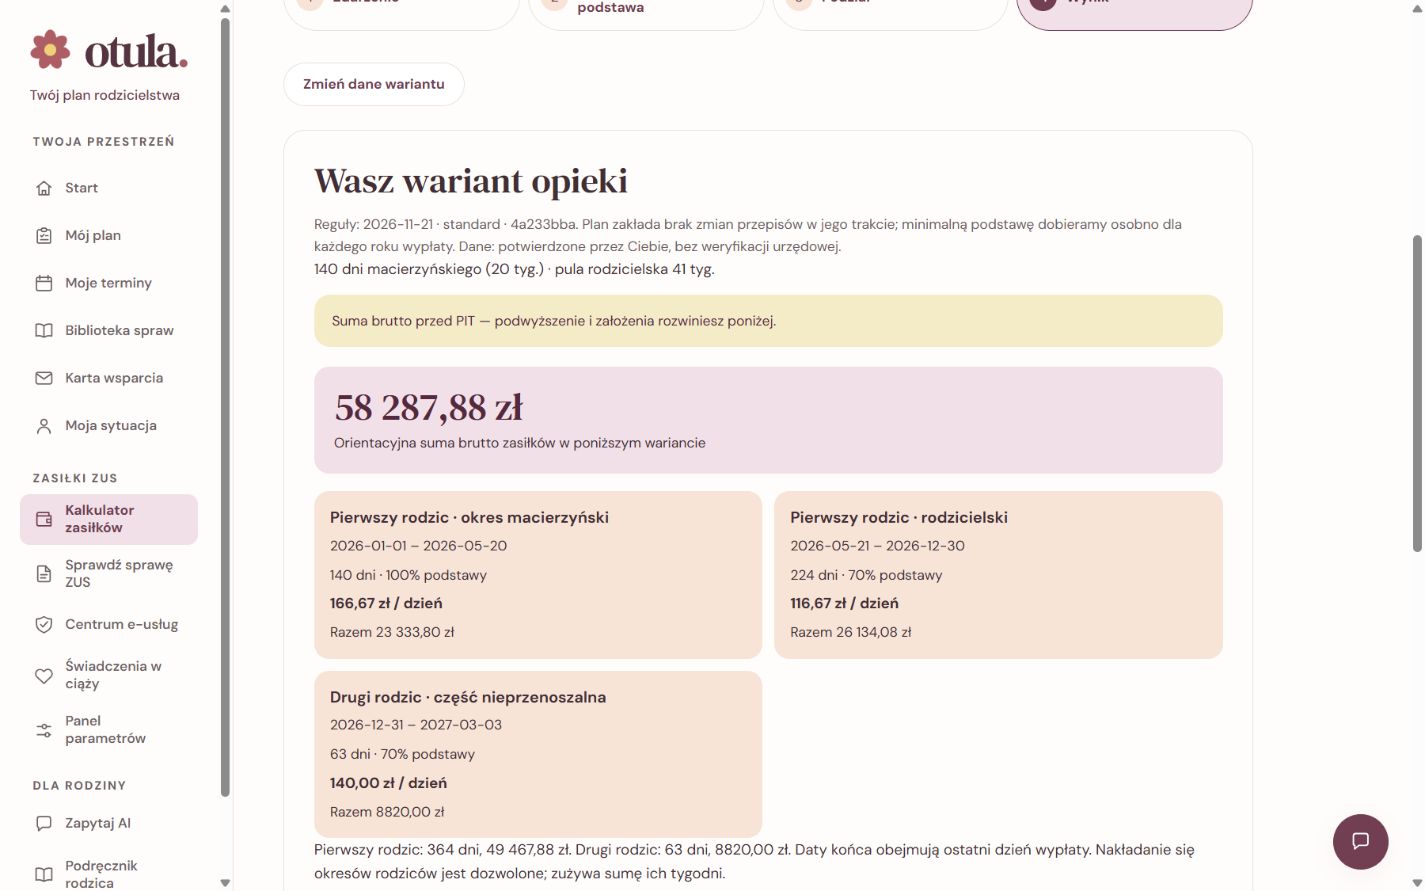 otula.
Twój plan rodzicielstwa
TWOJA PRZESTRZEŃ
Start
Mój plan
Moje terminy
Biblioteka spraw
Karta wsparcia
Moja sytuacja
ZASIŁKI ZUS
Kalkulator
zasiłków
Sprawdź sprawę
ZUS
Centrum e-usług
Świadczenia w
ciąży
Panel
parametrów
DLA RODZINY
Zapytaj AI
Podręcznik
rodzica
podstawa
Zmień dane wariantu
Wasz wariant opieki
Reguły: 2026-11-21 · standard · 4a233bba. Plan zakłada brak zmian przepisów w jego trakcie; minimalną podstawę dobieramy osobno dla
każdego roku wypłaty. Dane: potwierdzone przez Ciebie, bez weryfikacji urzędowej.
140 dni macierzyńskiego (20 tyg.) · pula rodzicielska 41 tyg.
Suma brutto przed PIT — podwyższenie i założenia rozwiniesz poniżej.
58 287,88 zł
Orientacyjna suma brutto zasiłków w poniższym wariancie
Pierwszy rodzic · okres macierzyński
2026-01-01 – 2026-05-20
140 dni · 100% podstawy
166,67 zł / dzień
Razem 23 333,80 zł
Pierwszy rodzic · rodzicielski
2026-05-21 – 2026-12-30
224 dni · 70% podstawy
116,67 zł / dzień
Razem 26 134,08 zł
Drugi rodzic · część nieprzenoszalna
2026-12-31 – 2027-03-03
63 dni · 70% podstawy
140,00 zł / dzień
Razem 8820,00 zł
Pierwszy rodzic: 364 dni, 49 467,88 zł. Drugi rodzic: 63 dni, 8820,00 zł. Daty końca obejmują ostatni dzień wypłaty. Nakładanie się
okresów rodziców jest dozwolone; zużywa sumę ich tygodni.